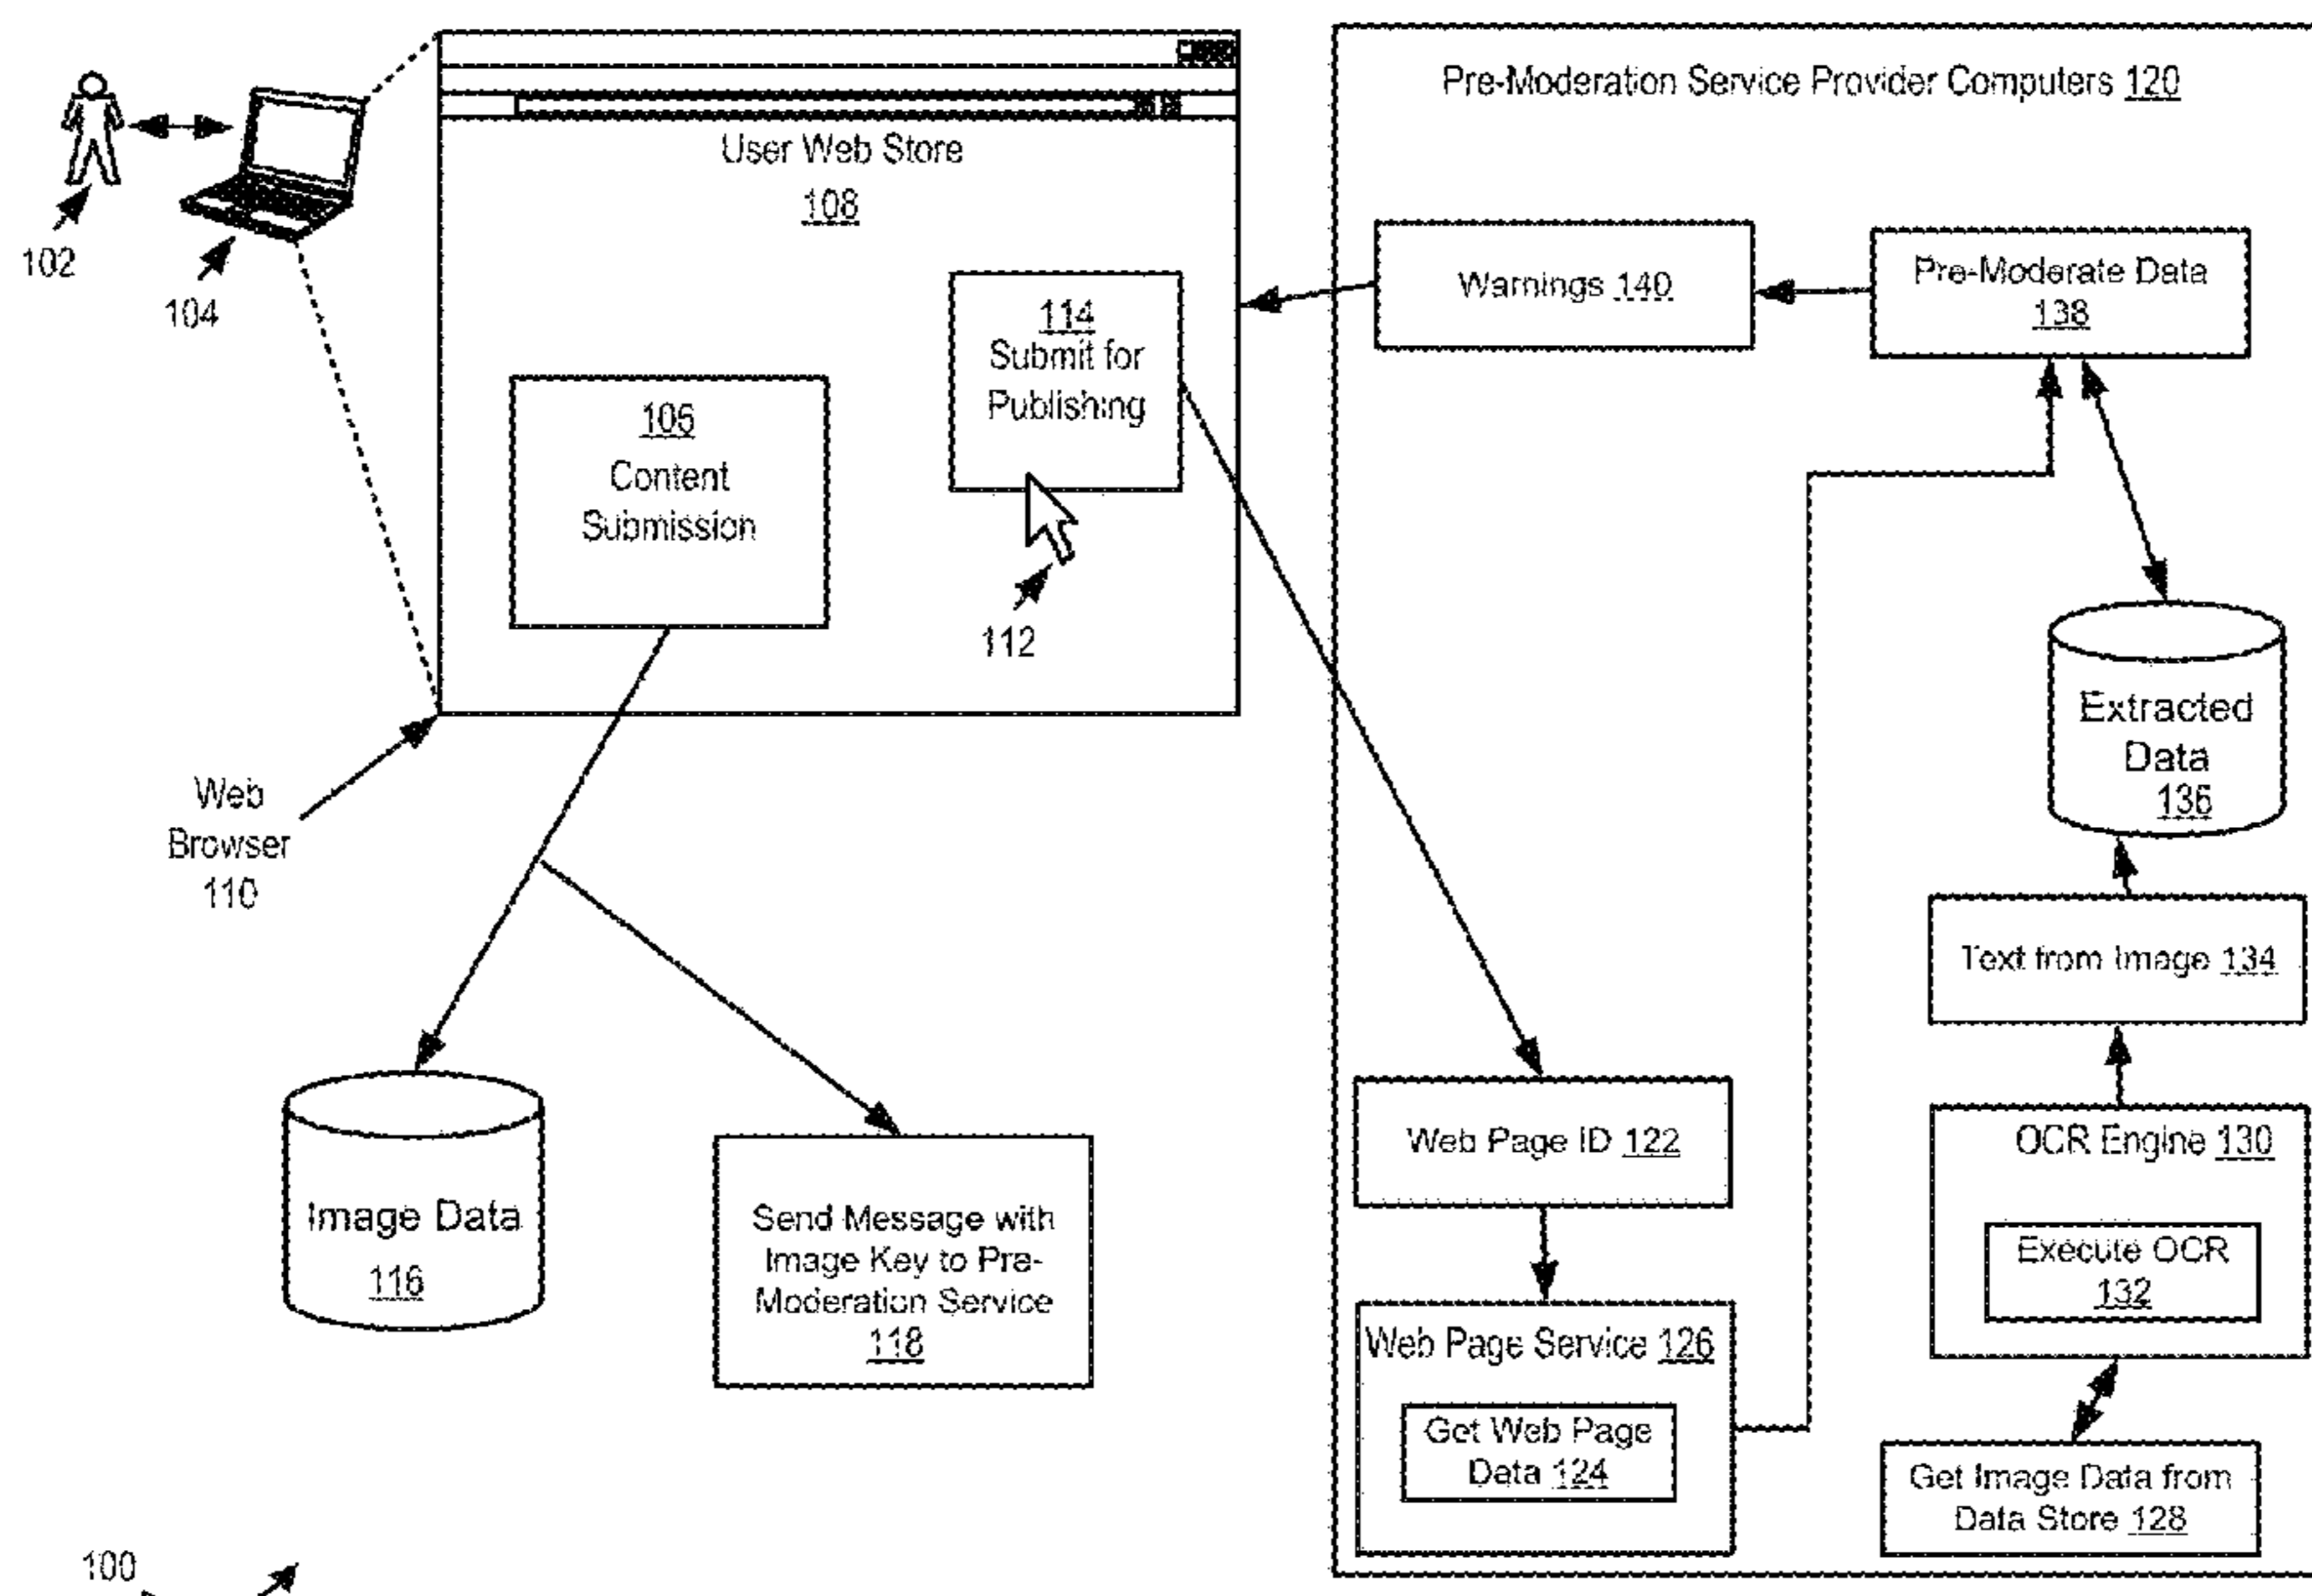 Pre-Moderation Service Provider Computers 120
User Web Store
108
102
104
114
Submit for
Publishing
Warnings 140
Pre-Moderate Data
138
106
Content
Submission
112
Extracted
Data
136
Web
Browser
110
Text from Image 134
Web Page ID 122
OCR Engine 130
Execute OCR
132
Image Data
116
Send Message with
Image Key to Pre-
Moderation Service
118
Web Page Service 126
Get Web Page
Data 124
Get Image Data from
Data Store 128
100